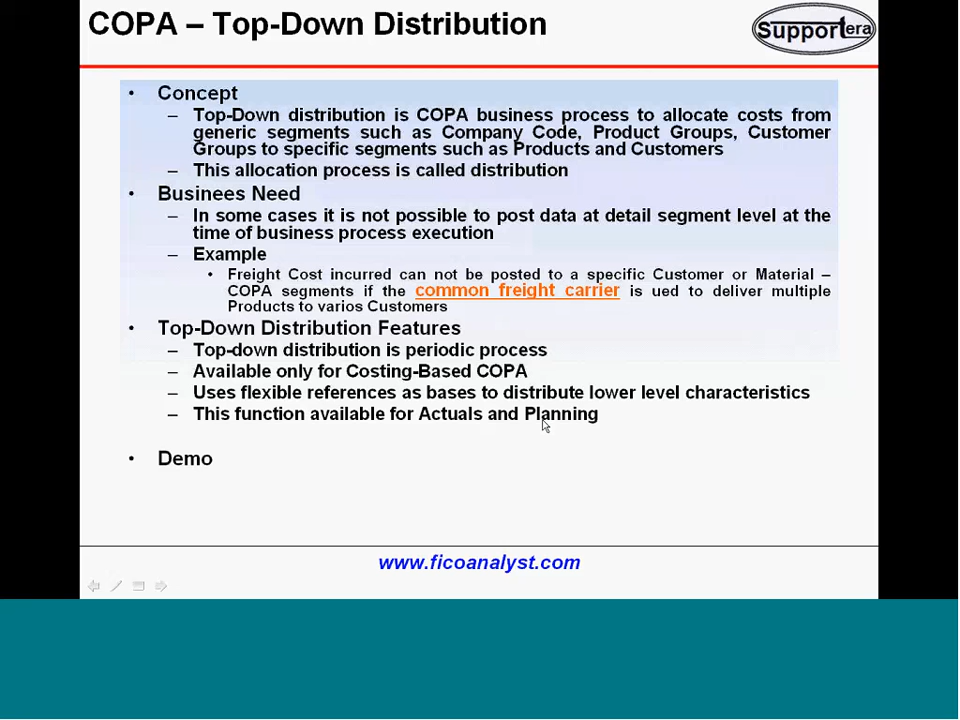 COPA – Top-Down Distribution
Supportera
• Concept
– Top-Down distribution is COPA business process to allocate costs from
generic segments such as Company Code, Product Groups, Customer
Groups to specific segments such as Products and Customers
– This allocation process is called distribution
• Businees Need
– In some cases it is not possible to post data at detail segment level at the
time of business process execution
– Example
• Freight Cost incurred can not be posted to a specific Customer or Material –
COPA segments if the common freight carrier is ued to deliver multiple
Products to varios Customers
• Top-Down Distribution Features
– Top-down distribution is periodic process
– Available only for Costing-Based COPA
– Uses flexible references as bases to distribute lower level characteristics
– This function available for Actuals and Planning
• Demo
www.ficoanalyst.com